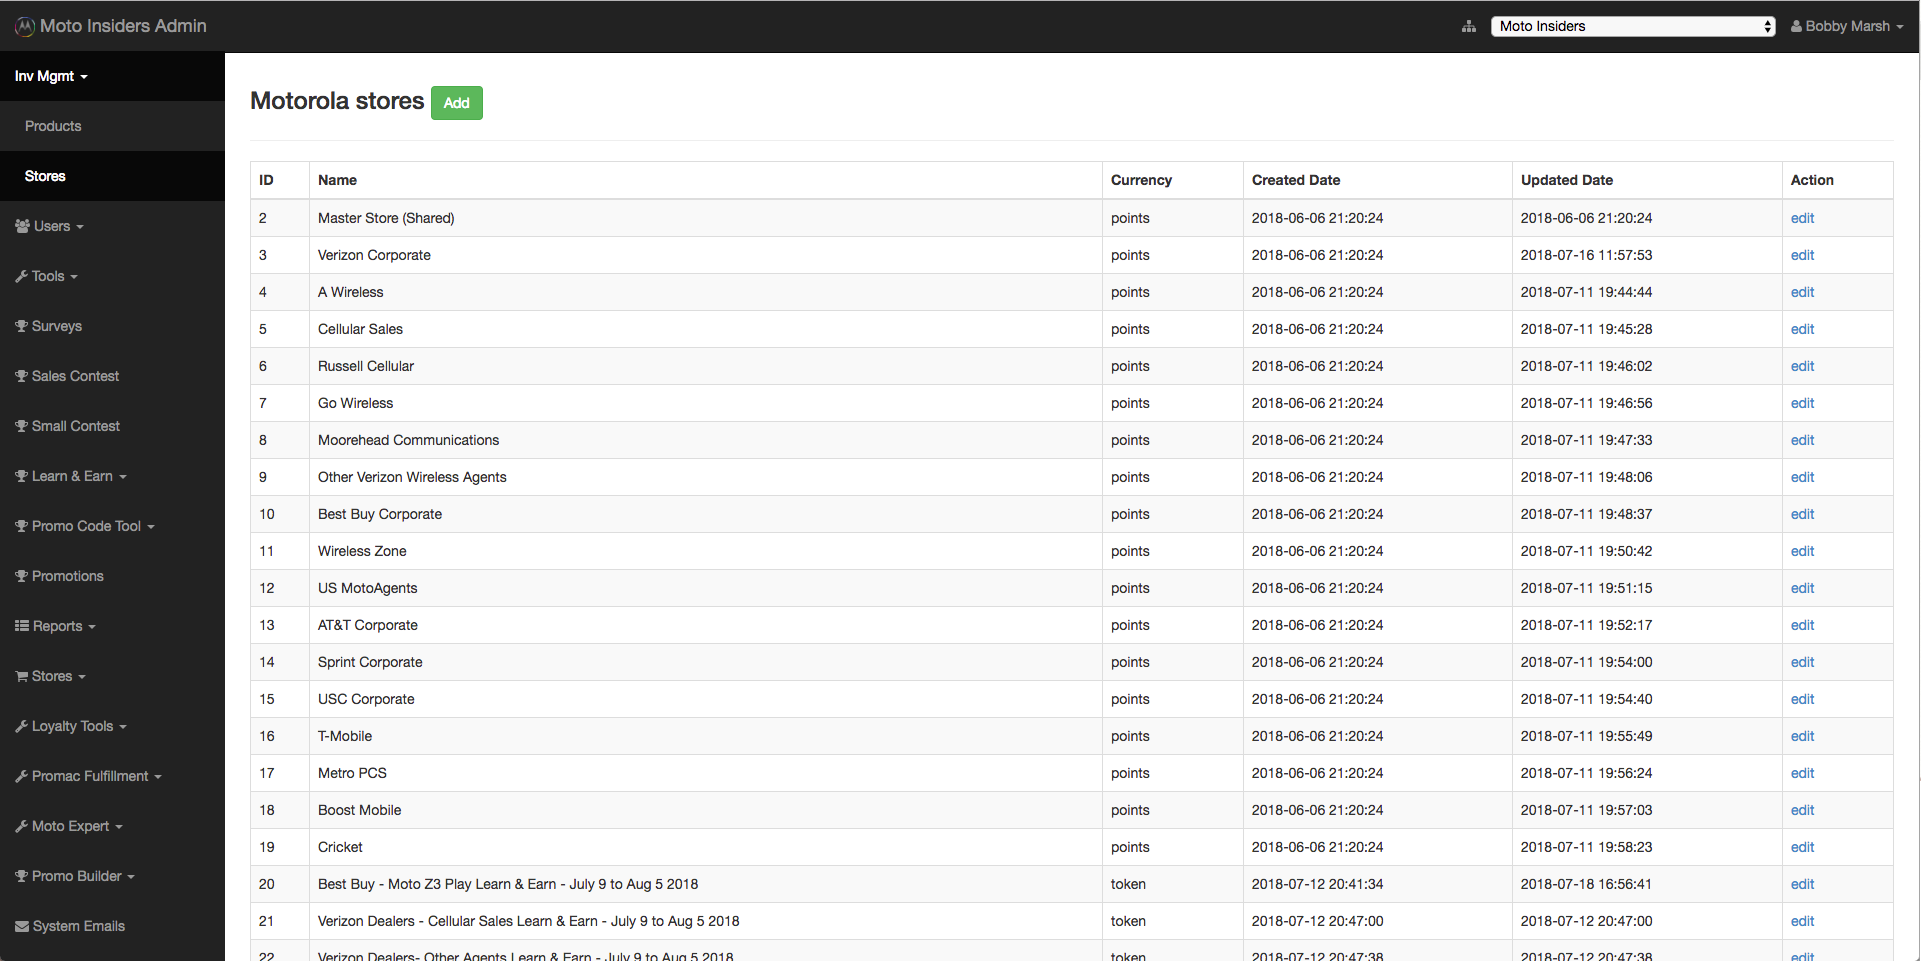 Moto Insiders Admin
Moto Insiders
Bobby Marsh
Inv Mgmt
Products
Stores
Users
Tools
Surveys
Sales Contest
Small Contest
Learn & Earn
Promo Code Tool
Promotions
Reports
Stores
Loyalty Tools
Promac Fulfillment
Moto Expert
Promo Builder
System Emails
Motorola stores Add
ID Name Currency Created Date Updated Date Action
2 Master Store (Shared) points 2018-06-06 21:20:24 2018-06-06 21:20:24 edit
3 Verizon Corporate points 2018-06-06 21:20:24 2018-07-16 11:57:53 edit
4 A Wireless points 2018-06-06 21:20:24 2018-07-11 19:44:44 edit
5 Cellular Sales points 2018-06-06 21:20:24 2018-07-11 19:45:28 edit
6 Russell Cellular points 2018-06-06 21:20:24 2018-07-11 19:46:02 edit
7 Go Wireless points 2018-06-06 21:20:24 2018-07-11 19:46:56 edit
8 Moorehead Communications points 2018-06-06 21:20:24 2018-07-11 19:47:33 edit
9 Other Verizon Wireless Agents points 2018-06-06 21:20:24 2018-07-11 19:48:06 edit
10 Best Buy Corporate points 2018-06-06 21:20:24 2018-07-11 19:48:37 edit
11 Wireless Zone points 2018-06-06 21:20:24 2018-07-11 19:50:42 edit
12 US MotoAgents points 2018-06-06 21:20:24 2018-07-11 19:51:15 edit
13 AT&T Corporate points 2018-06-06 21:20:24 2018-07-11 19:52:17 edit
14 Sprint Corporate points 2018-06-06 21:20:24 2018-07-11 19:54:00 edit
15 USC Corporate points 2018-06-06 21:20:24 2018-07-11 19:54:40 edit
16 T-Mobile points 2018-06-06 21:20:24 2018-07-11 19:55:49 edit
17 Metro PCS points 2018-06-06 21:20:24 2018-07-11 19:56:24 edit
18 Boost Mobile points 2018-06-06 21:20:24 2018-07-11 19:57:03 edit
19 Cricket points 2018-06-06 21:20:24 2018-07-11 19:58:23 edit
20 Best Buy - Moto Z3 Play Learn & Earn - July 9 to Aug 5 2018 token 2018-07-12 20:41:34 2018-07-18 16:56:41 edit
21 Verizon Dealers - Cellular Sales Learn & Earn - July 9 to Aug 5 2018 token 2018-07-12 20:47:00 2018-07-12 20:47:00 edit
22 Verizon Dealers- Other Agents Learn & Earn - July 9 to Aug 5 2018 token 2018-07-12 20:47:38 2018-07-12 20:47:38 edit